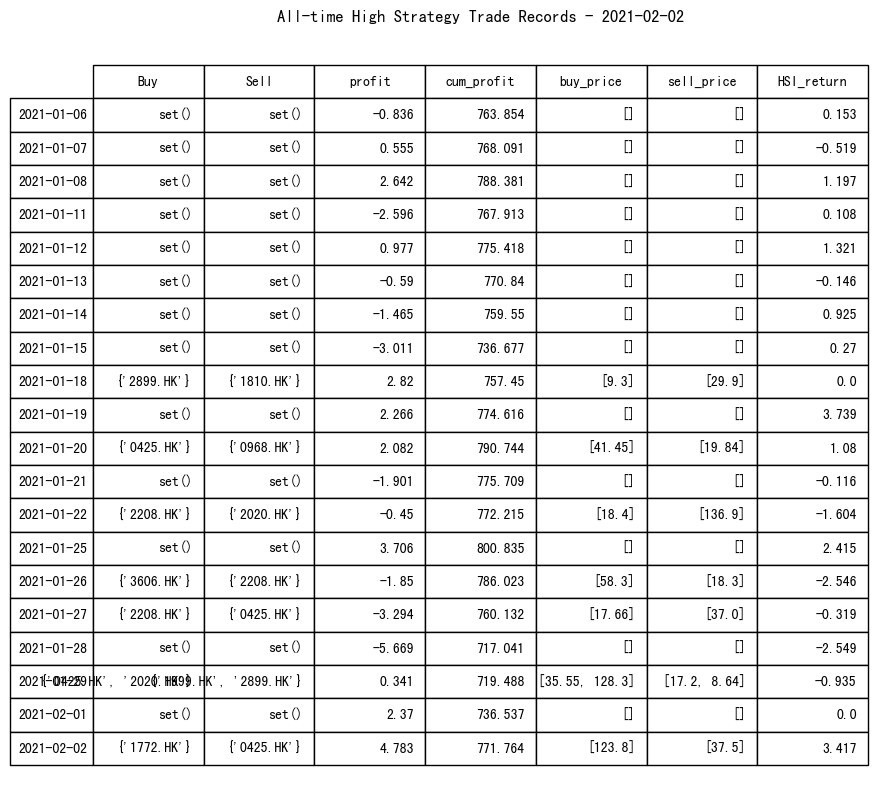 All-time High Strategy Trade Records - 2021-02-02
Buy Sell profit cum_profit buy_price sell_price HSI_return
2021-01-06 set() set() -0.836 763.854 [] [] 0.153
2021-01-07 set() set() 0.555 768.091 [] [] -0.519
2021-01-08 set() set() 2.642 788.381 [] [] 1.197
2021-01-11 set() set() -2.596 767.913 [] [] 0.108
2021-01-12 set() set() 0.977 775.418 [] [] 1.321
2021-01-13 set() set() -0.59 770.84 [] [] -0.146
2021-01-14 set() set() -1.465 759.55 [] [] 0.925
2021-01-15 set() set() -3.011 736.677 [] [] 0.27
2021-01-18 {'2899.HK'} {'1810.HK'} 2.82 757.45 [9.3] [29.9] 0.0
2021-01-19 set() set() 2.266 774.616 [] [] 3.739
2021-01-20 {'0425.HK'} {'0968.HK'} 2.082 790.744 [41.45] [19.84] 1.08
2021-01-21 set() set() -1.901 775.709 [] [] -0.116
2021-01-22 {'2208.HK'} {'2020.HK'} -0.45 772.215 [18.4] [136.9] -1.604
2021-01-25 set() set() 3.706 800.835 [] [] 2.415
2021-01-26 {'3606.HK'} {'2208.HK'} -1.85 786.023 [58.3] [18.3] -2.546
2021-01-27 {'2208.HK'} {'0425.HK'} -3.294 760.132 [17.66] [37.0] -0.319
2021-01-28 set() set() -5.669 717.041 [] [] -2.549
'2899.HK'} 0.341 719.488 [35.55, 128.3] [17.2, 8.64] -0.935
2021-02-01 set() set() 2.37 736.537 [] [] 0.0
2021-02-02 {'1772.HK'} {'0425.HK'} 4.783 771.764 [123.8] [37.5] 3.417